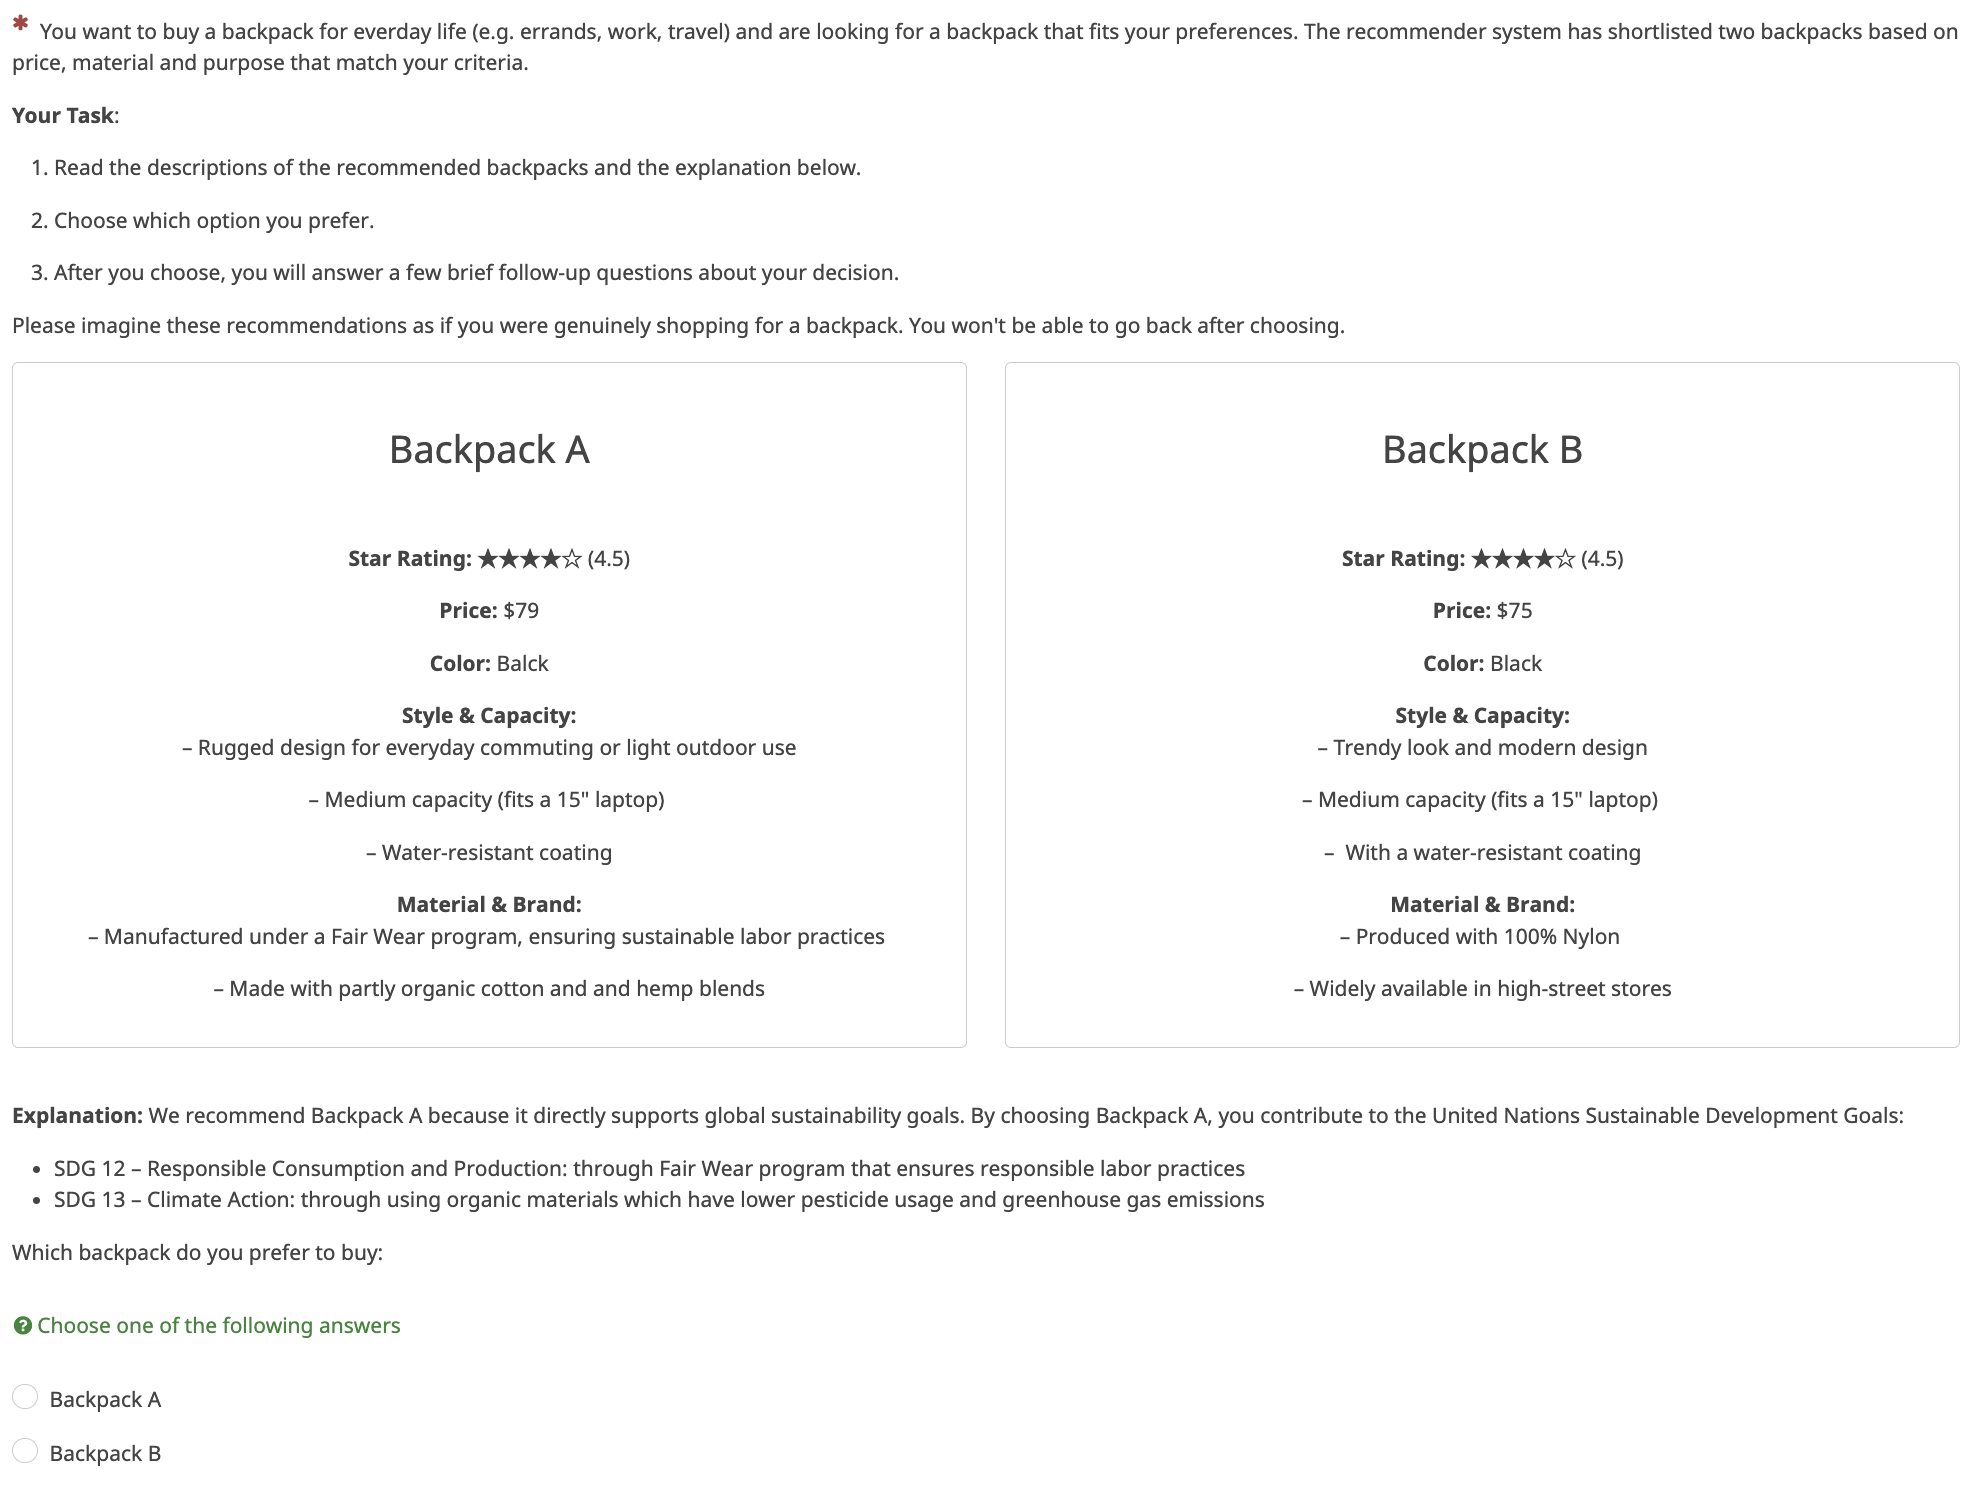 * You want to buy a backpack for everday life (e.g. errands, work, travel) and are looking for a backpack that fits your preferences. The recommender system has shortlisted two backpacks based on
price, material and purpose that match your criteria.
Your Task:
1. Read the descriptions of the recommended backpacks and the explanation below.
2. Choose which option you prefer.
3. After you choose, you will answer a few brief follow-up questions about your decision.
Please imagine these recommendations as if you were genuinely shopping for a backpack. You won't be able to go back after choosing.
Backpack A
Star Rating: ★★★★☆ (4.5)
Price: $79
Color: Balck
Style & Capacity:
– Rugged design for everyday commuting or light outdoor use
– Medium capacity (fits a 15" laptop)
– Water-resistant coating
Material & Brand:
– Manufactured under a Fair Wear program, ensuring sustainable labor practices
– Made with partly organic cotton and and hemp blends
Backpack B
Star Rating: ★★★★☆ (4.5)
Price: $75
Color: Black
Style & Capacity:
– Trendy look and modern design
– Medium capacity (fits a 15" laptop)
– With a water-resistant coating
Material & Brand:
– Produced with 100% Nylon
– Widely available in high-street stores
Explanation: We recommend Backpack A because it directly supports global sustainability goals. By choosing Backpack A, you contribute to the United Nations Sustainable Development Goals:
• SDG 12 – Responsible Consumption and Production: through Fair Wear program that ensures responsible labor practices
• SDG 13 – Climate Action: through using organic materials which have lower pesticide usage and greenhouse gas emissions
Which backpack do you prefer to buy:
? Choose one of the following answers
Backpack A
Backpack B